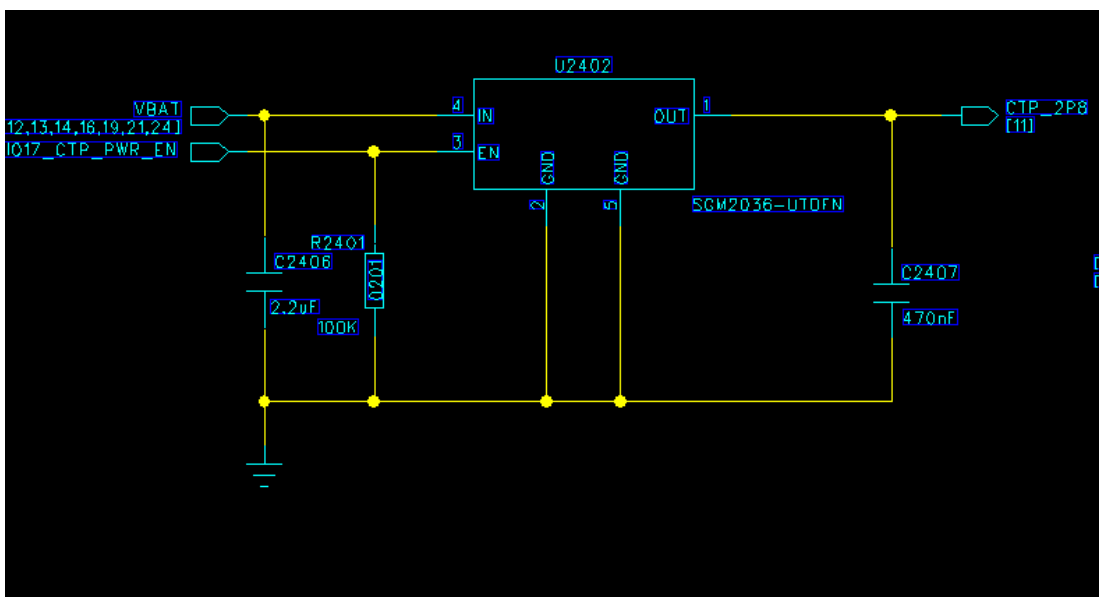 U2402
VBAT
12,13,14,16,19,21,24]
4
IN
OUT
1
CTP_2P8
[11]
IO17_CTP_PWR_EN
3
EN
GND
GND
2
5
SGM2036-UTDFN
R2401
C2406
0201
2.2uF
100K
C2407
470nF